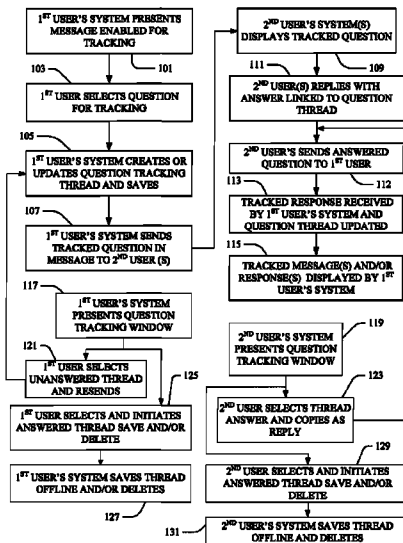 1ST USER'S SYSTEM PRESENTS
MESSAGE ENABLED FOR
TRACKING
101
103
1ST USER SELECTS QUESTION
FOR TRACKING
105
1ST USER'S SYSTEM CREATES OR
UPDATES QUESTION TRACKING
THREAD AND SAVES
107
1ST USER'S SYSTEM SENDS
TRACKED QUESTION IN
MESSAGE TO 2ND USER (S)
117
1ST USER'S SYSTEM
PRESENTS QUESTION
TRACKING WINDOW
121
1ST USER SELECTS
UNANSWERED THREAD AND
RESENDS
125
1ST USER SELECTS AND INITIATES
ANSWERED THREAD SAVE AND/OR
DELETE
1ST USER'S SYSTEM SAVES THREAD
OFFLINE AND/OR DELETES
127
2ND USER'S SYSTEM(S)
DISPLAYS TRACKED QUESTION
109
111
2ND USER(S) REPLIES WITH
ANSWER LINKED TO QUESTION
THREAD
2ND USER'S SENDS ANSWERED
QUESTION TO 1ST USER
112
113
TRACKED RESPONSE RECEIVED
BY 1ST USER'S SYSTEM AND
QUESTION THREAD UPDATED
115
TRACKED MESSAGE(S) AND/OR
RESPONSE(S) DISPLAYED BY 1ST
USER'S SYSTEM
119
2ND USER'S SYSTEM
PRESENTS QUESTION
TRACKING WINDOW
123
2ND USER SELECTS THREAD
ANSWER AND COPIES AS
REPLY
129
2ND USER SELECTS AND INITIATES
ANSWERED THREAD SAVE AND/OR
DELETE
131
2ND USER'S SYSTEM SAVES THREAD
OFFLINE AND DELETES